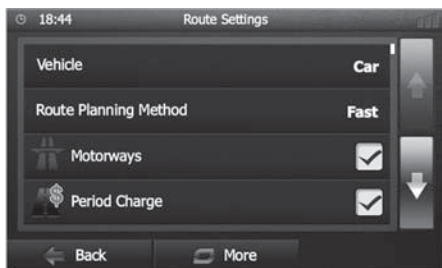 18:44 Route Settings
Vehicle Car
Route Planning Method Fast
Motorways
Period Charge
Back More